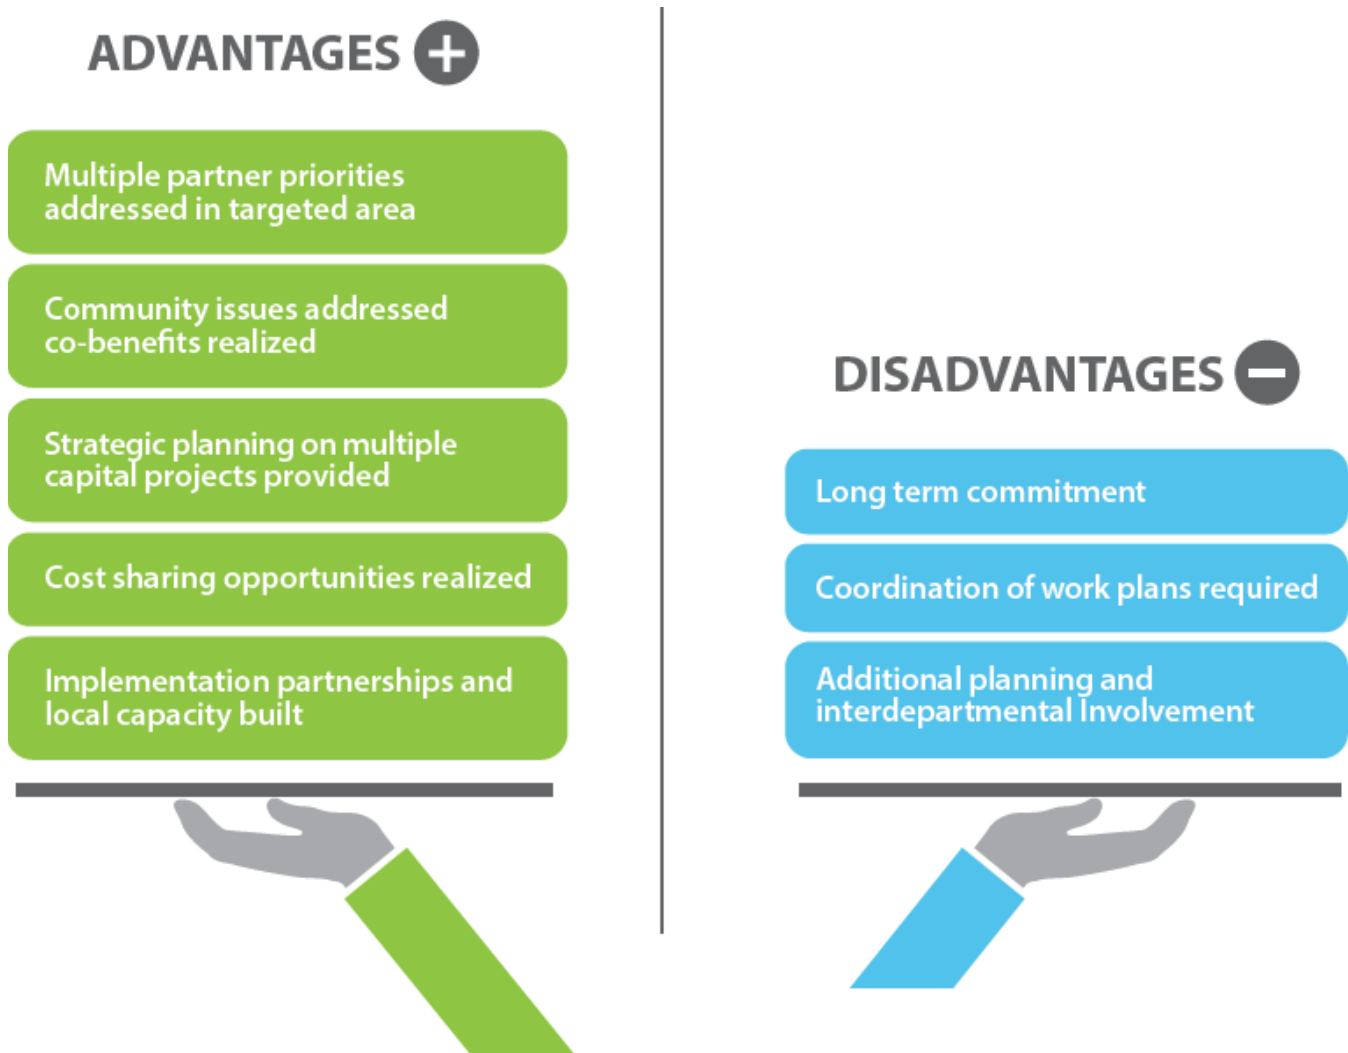 ADVANTAGES
Multiple partner priorities
addressed in targeted area
Community issues addressed
co-benefits realized
Strategic planning on multiple
capital projects provided
Cost sharing opportunities realized
Implementation partnerships and
local capacity built
DISADVANTAGES
Long term commitment
Coordination of work plans required
Additional planning and
interdepartmental Involvement